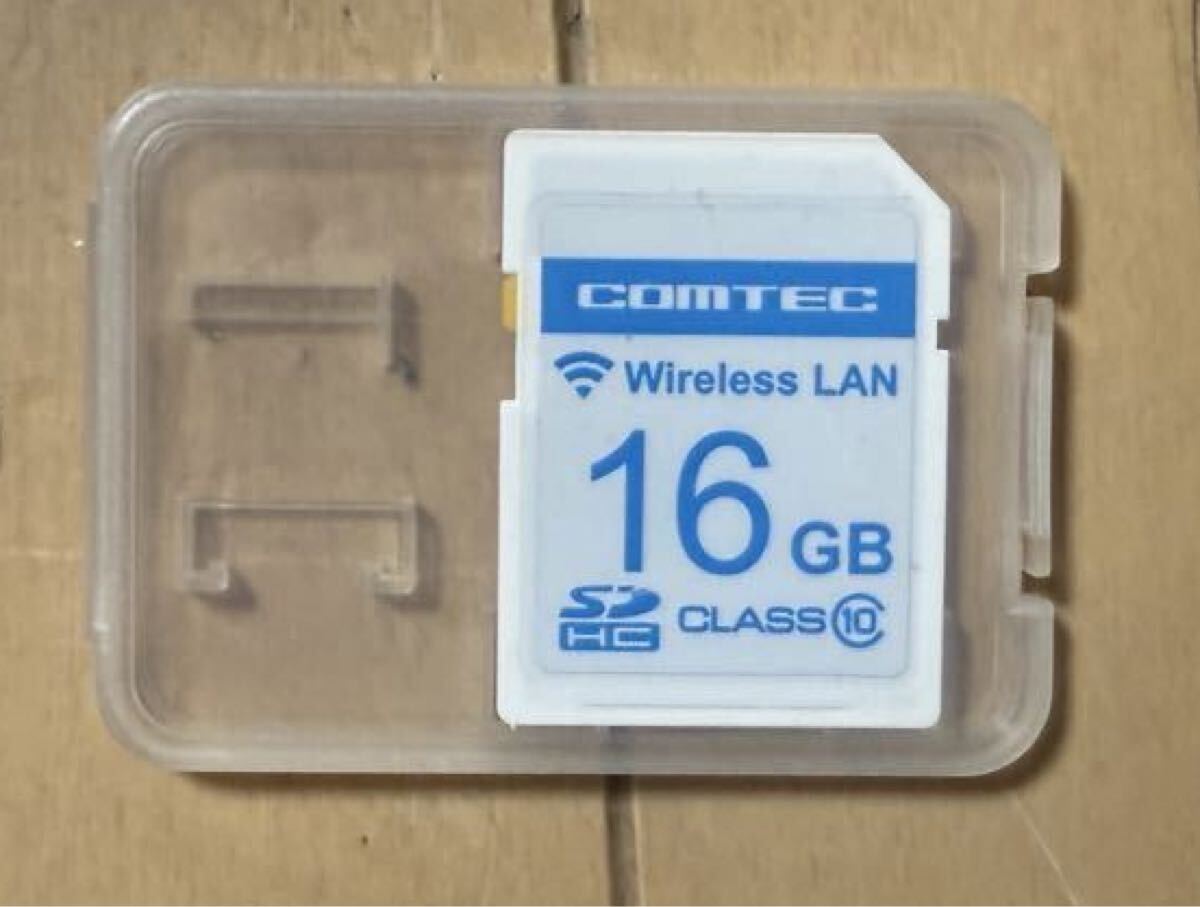 COMTEC
Wireless LAN
16 GB
SD HC CLASS 10